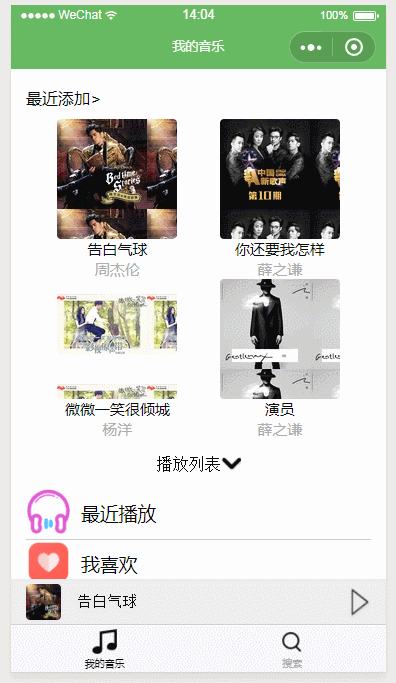 WeChat 14:04 100%
我的音乐
最近添加>
Bedtime Stories
中国新歌声
第10期
告白气球 你还要我怎样
周杰伦 薛之谦
微微一笑很倾城 演员
杨洋 薛之谦
播放列表
最近播放
我喜欢
告白气球
我的音乐 搜索